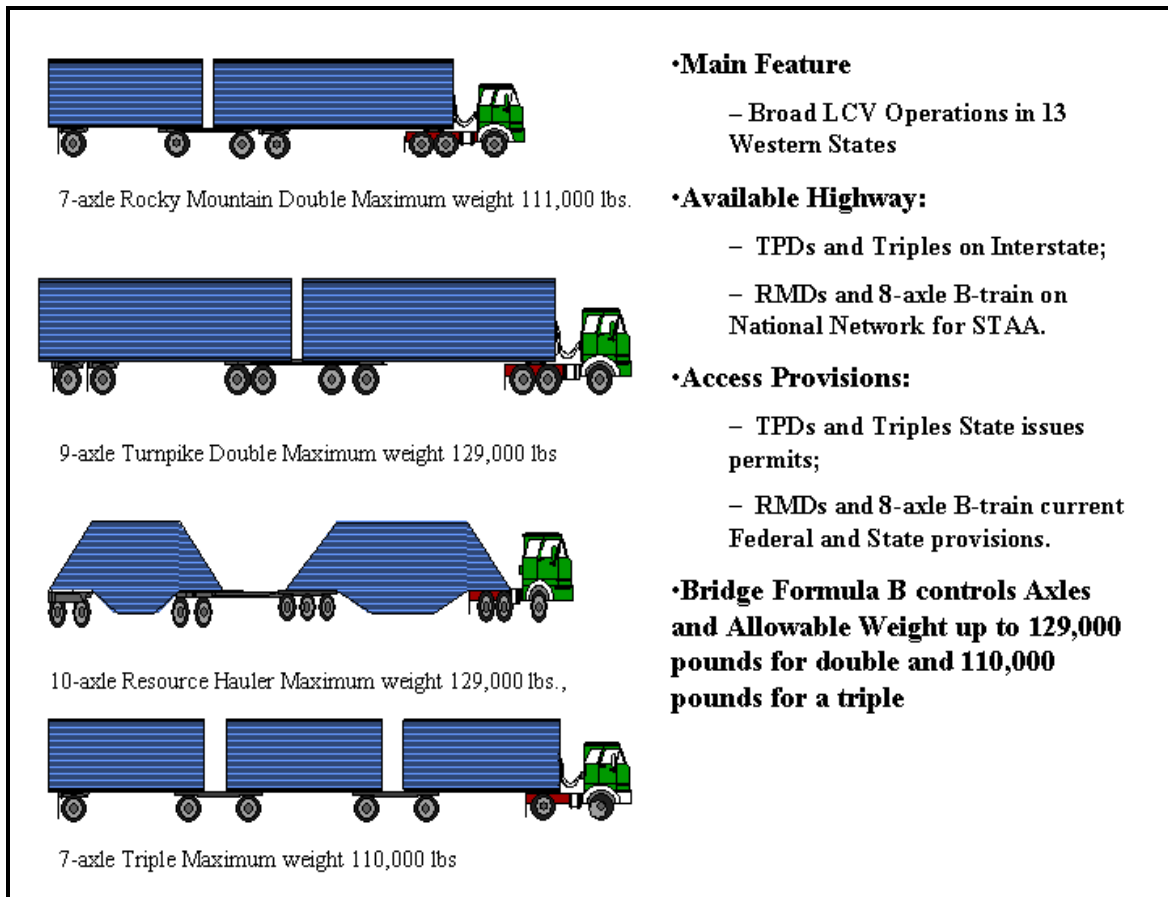 7-axle Rocky Mountain Double Maximum weight 111,000 lbs.
9-axle Turnpike Double Maximum weight 129,000 lbs
10-axle Resource Hauler Maximum weight 129,000 lbs.,
7-axle Triple Maximum weight 110,000 lbs
•Main Feature
– Broad LCV Operations in 13
Western States
•Available Highway:
– TPDs and Triples on Interstate;
– RMDs and 8-axle B-train on
National Network for STAA.
•Access Provisions:
– TPDs and Triples State issues
permits;
– RMDs and 8-axle B-train current
Federal and State provisions.
•Bridge Formula B controls Axles
and Allowable Weight up to 129,000
pounds for double and 110,000
pounds for a triple